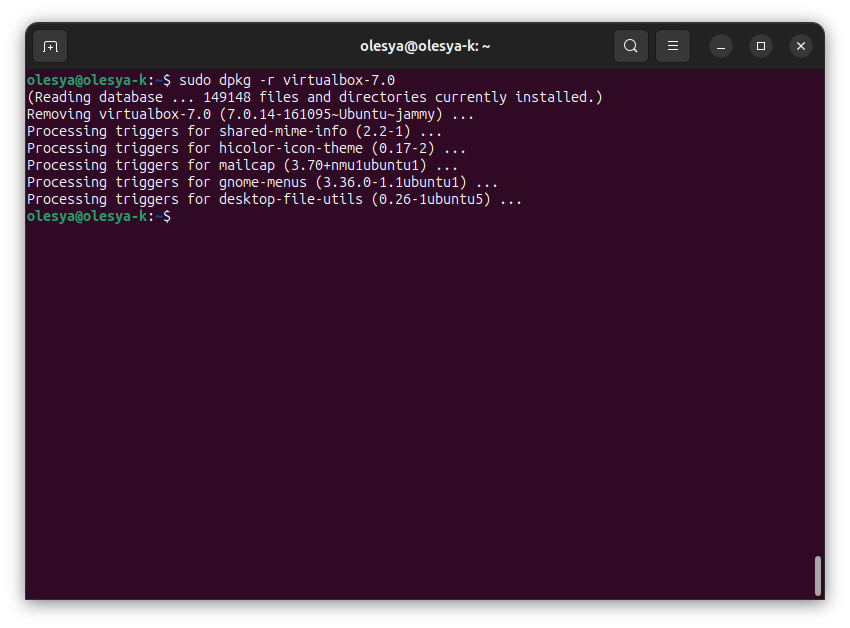 olesya@olesya-k: ~
olesya@olesya-k:~$ sudo dpkg -r virtualbox-7.0
(Reading database ... 149148 files and directories currently installed.)
Removing virtualbox-7.0 (7.0.14-161095~Ubuntu~jammy) ...
Processing triggers for shared-mime-info (2.2-1) ...
Processing triggers for hicolor-icon-theme (0.17-2) ...
Processing triggers for mailcap (3.70+nmu1ubuntu1) ...
Processing triggers for gnome-menus (3.36.0-1.1ubuntu1) ...
Processing triggers for desktop-file-utils (0.26-1ubuntu5) ...
olesya@olesya-k:~$